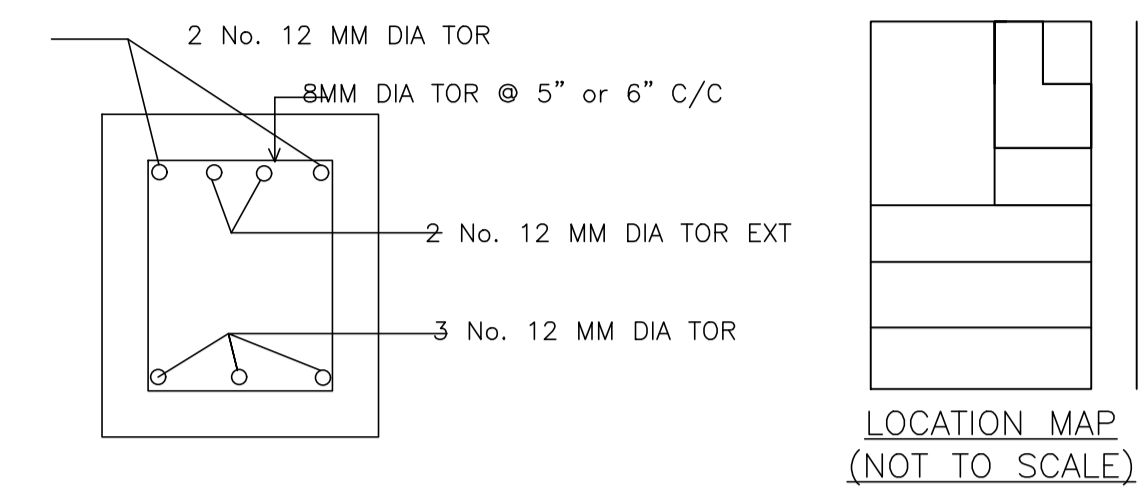 2 No. 12 MM DIA TOR
8MM DIA TOR @ 5” or 6” C/C
2 No. 12 MM DIA TOR EXT
3 No. 12 MM DIA TOR
LOCATION MAP
(NOT TO SCALE)